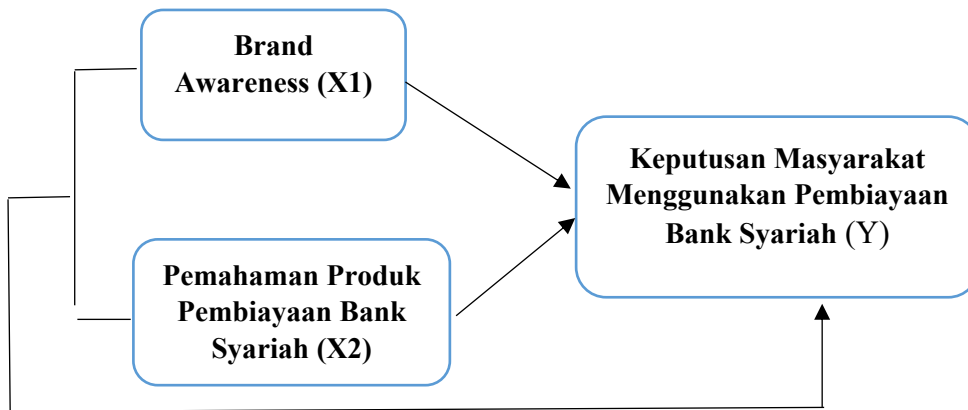 Brand
Awareness (X1)
Keputusan Masyarakat
Menggunakan Pembiayaan
Bank Syariah (Y)
Pemahaman Produk
Pembiayaan Bank
Syariah (X2)